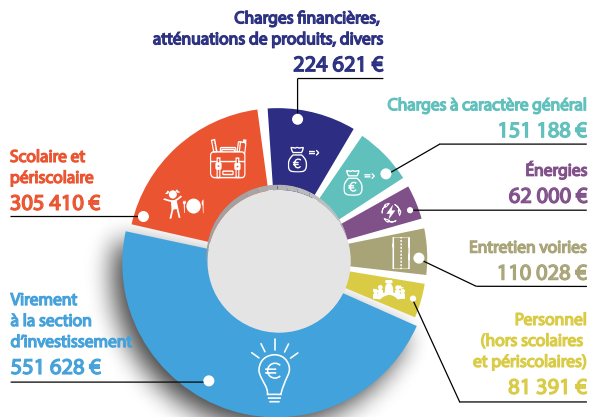 Charges financières,
atténuations de produits, divers
224 621 €
Charges à caractère général
151 188 €
Énergies
62 000 €
Entretien voiries
110 028 €
Personnel
(hors scolaires
et périscolaires)
81 391 €
Scolaire et
périscolaire
305 410 €
Virement
à la section
d'investissement
551 628 €
€ =>
€ =>
€